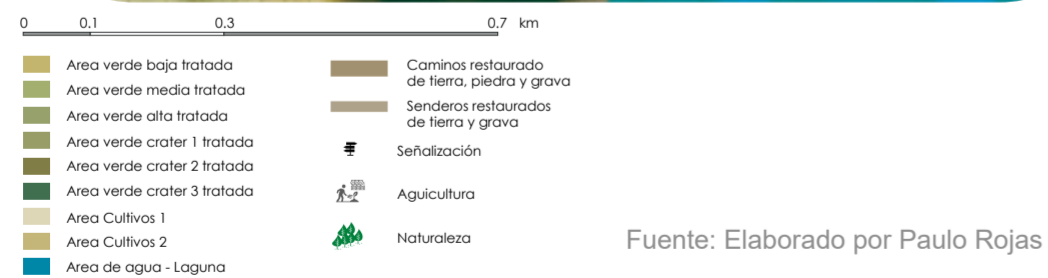 0 0.1 0.3 0.7 km
Area verde baja tratada
Area verde media tratada
Area verde alta tratada
Area verde crater 1 tratada
Area verde crater 2 tratada
Area verde crater 3 tratada
Area Cultivos 1
Area Cultivos 2
Area de agua - Laguna
Caminos restaurado
de tierra, piedra y grava
Senderos restaurados
de tierra y grava
Señalización
Aguicultura
Naturaleza
Fuente: Elaborado por Paulo Rojas